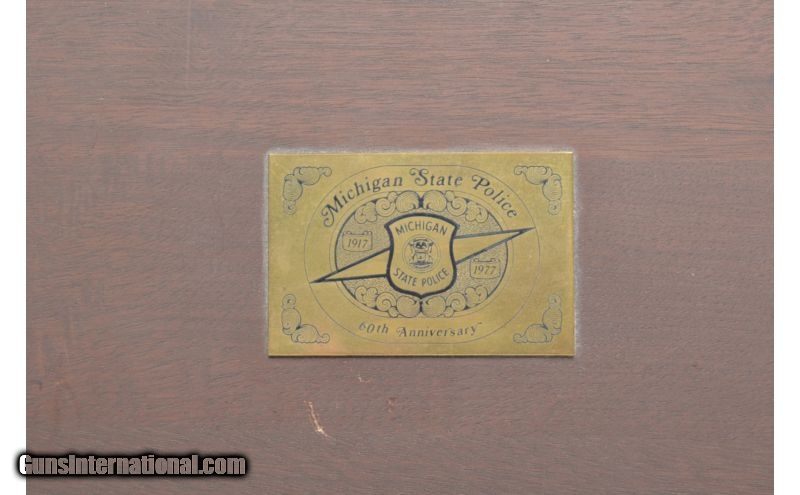 Michigan State Police
MICHIGAN
1917
1977
STATE POLICE
60th Anniversary
GunsInternational.com